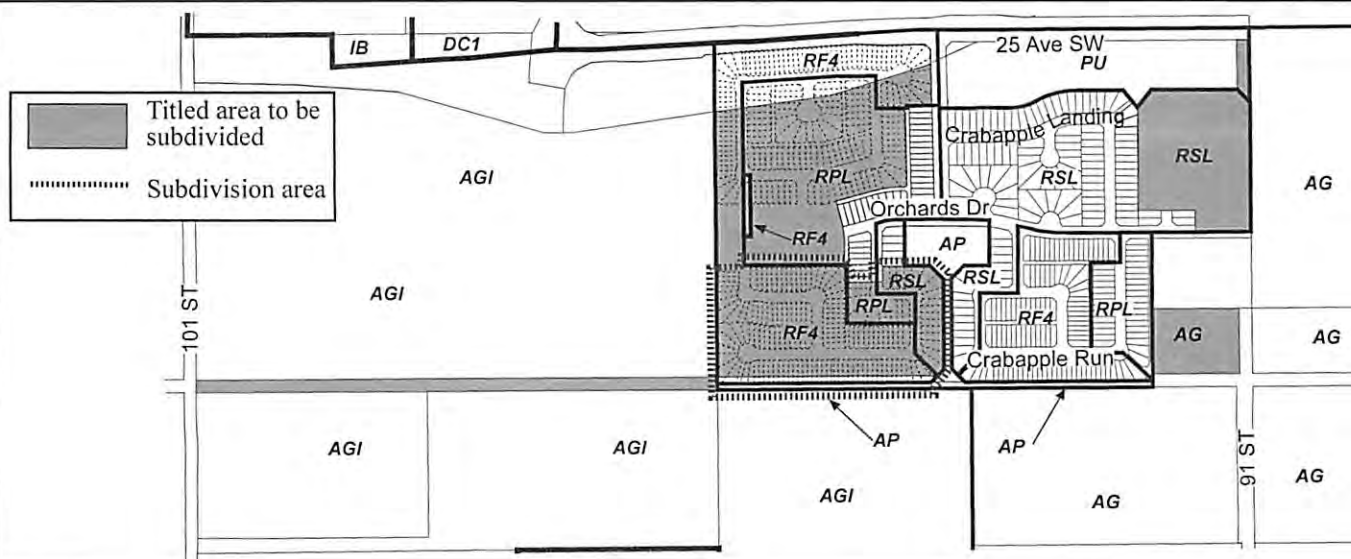 IB
DC1
25 Ave SW
PU
RF4
Titled area to be
subdivided
Subdivision area
Crabapple Landing
RSL
RSL
AGI
RPL
AG
Orchards Dr
RF4
AP
AGI
RSL
RSL
101 ST
RPL
RF4
RF4
RPL
AG
AG
Crabapple Run
AP
AP
AGI
AGI
AGI
AG
91 ST
AG